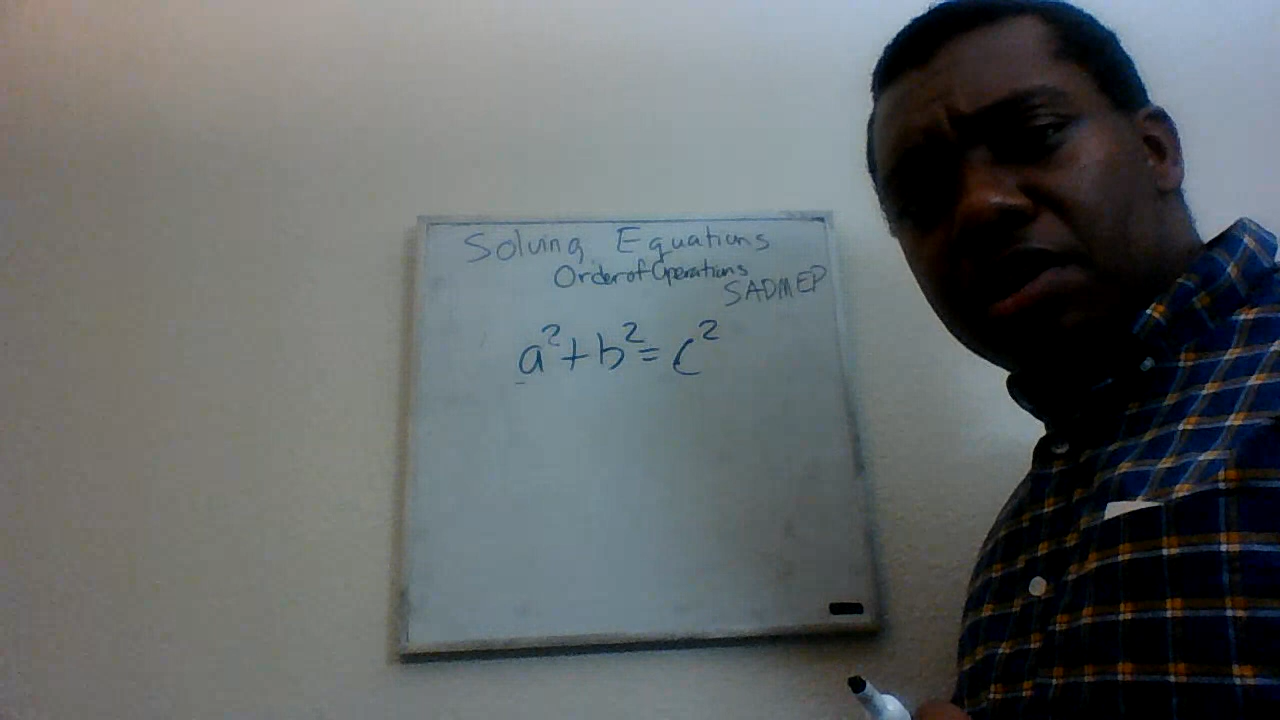 Solving Equations
Order of Operations
SADMEP
a²+b²=c²